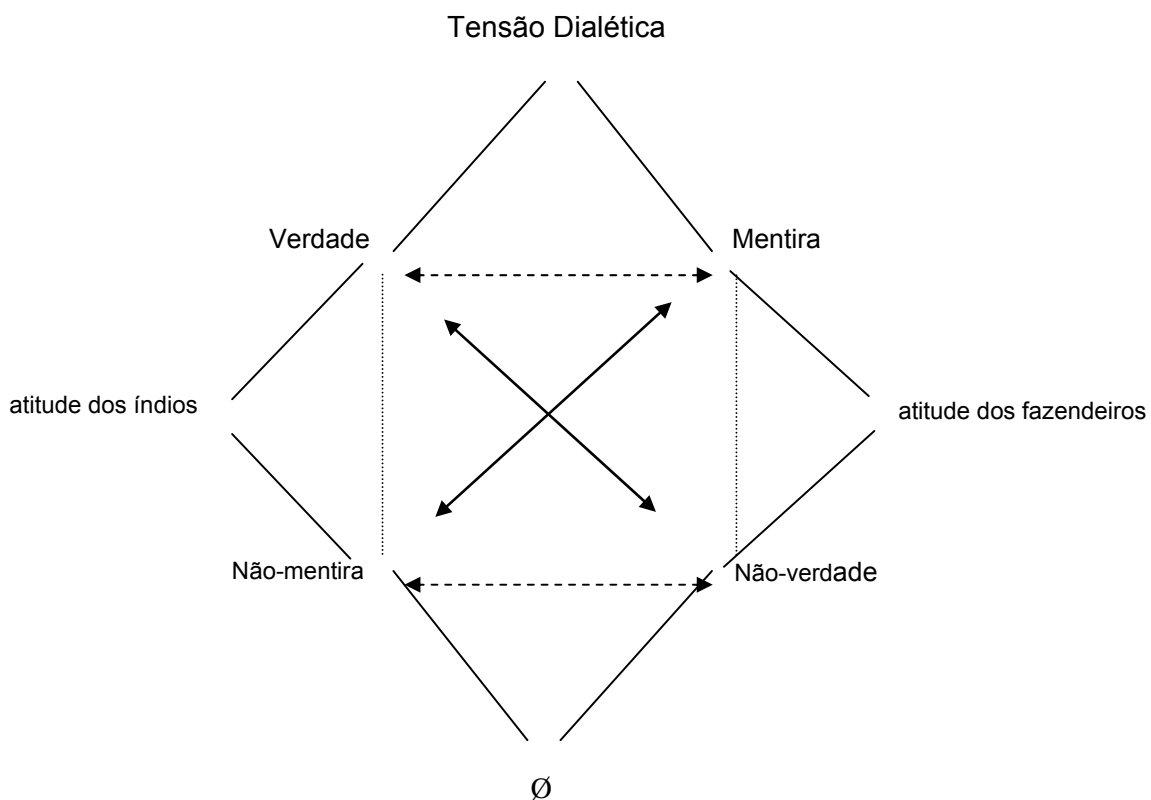 Tensão Dialética
Verdade
Mentira
atitude dos índios
atitude dos fazendeiros
Não-mentira
Não-verdade
Ø